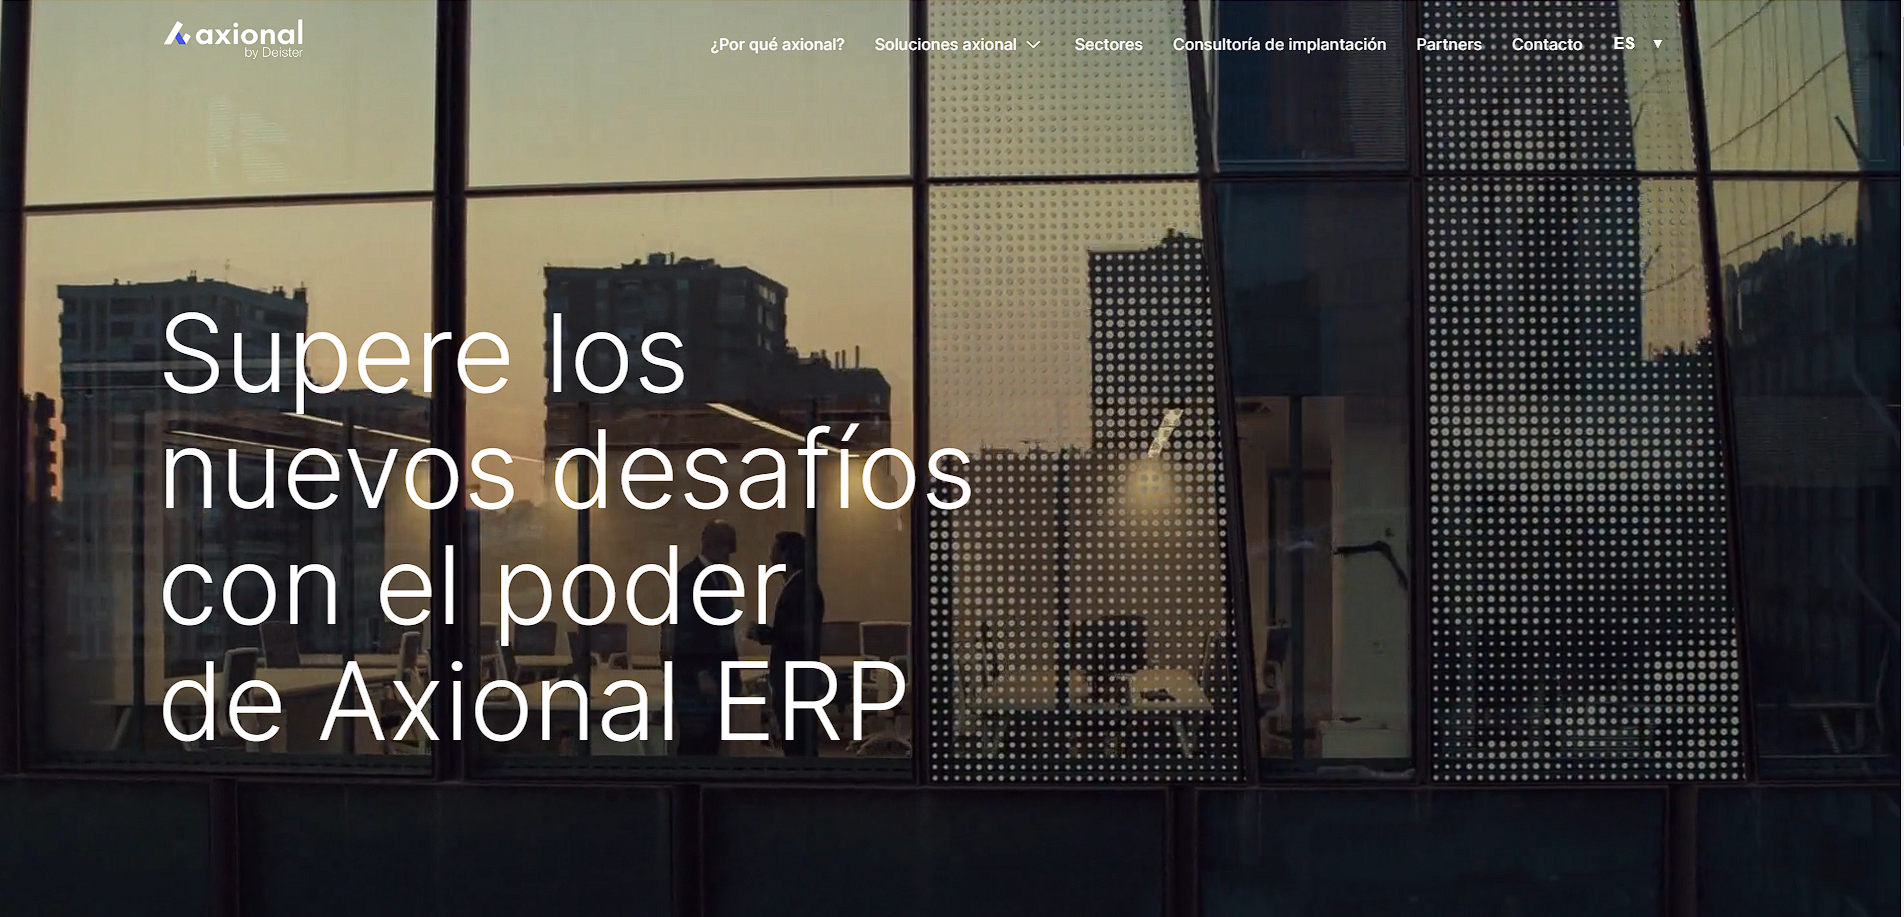 axional
by Deister
¿Por qué axional? Soluciones axional Sectores Consultoría de implantación Partners Contacto ES
Supere los
nuevos desafíos
con el poder
de Axional ERP